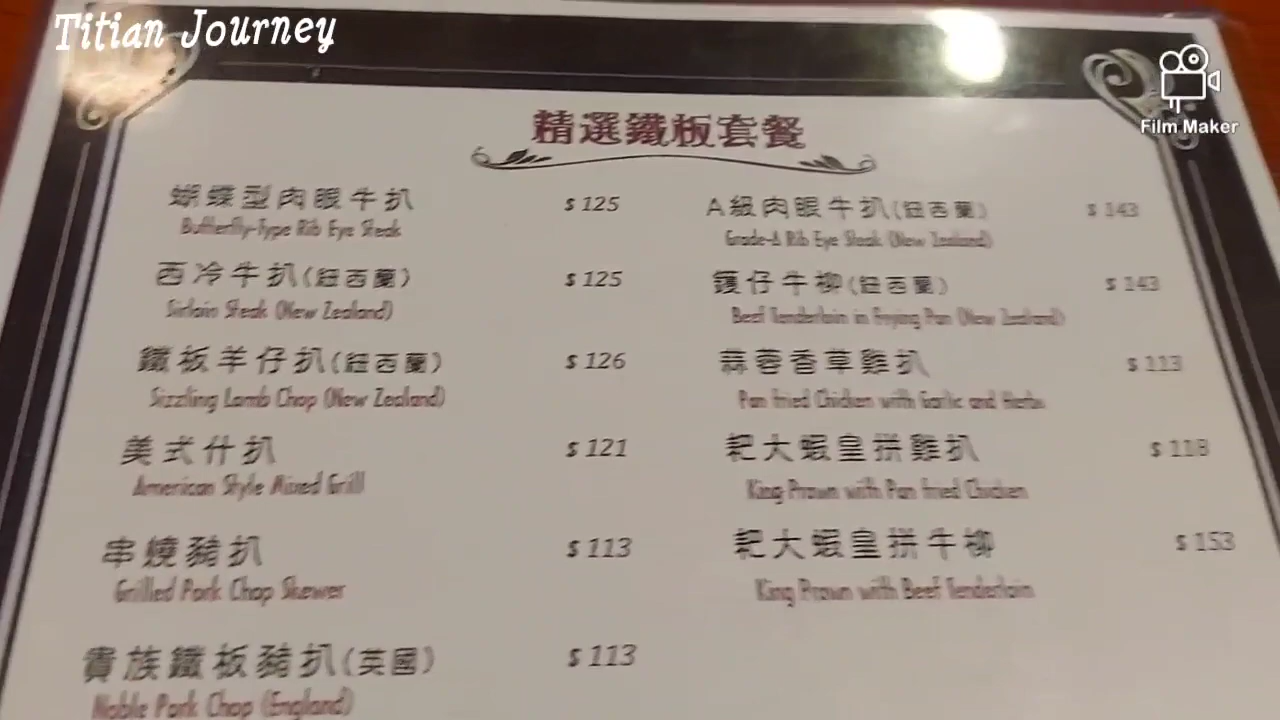 Titian Journey
Film Maker
精選鐵板套餐
蝴蝶型肉眼牛扒 $125
Butterfly-Type Rib Eye Steak
西冷牛扒(鈕西蘭) $125
Sirloin Steak (New Zealand)
鐵板羊仔扒(鈕西蘭) $126
Sizzling Lamb Chop (New Zealand)
美式什扒 $121
American Style Mixed Grill
串燒豬扒 $113
Grilled Pork Chop Skewer
貴族鐵板豬扒(英國) $113
Noble Pork Chop (England)
A級肉眼牛扒(鈕西蘭) $143
Grade-A Rib Eye Steak (New Zealand)
鑊仔牛柳(鈕西蘭) $143
Beef Tenderloin in Frying Pan (New Zealand)
蒜蓉香草雞扒 $113
Pan fried Chicken with Garlic and Herbs
耙大蝦皇拼雞扒
King Prawn with Pan fried Chicken
耙大蝦皇拼牛柳 $153
King Prawn with Beef Tenderloin